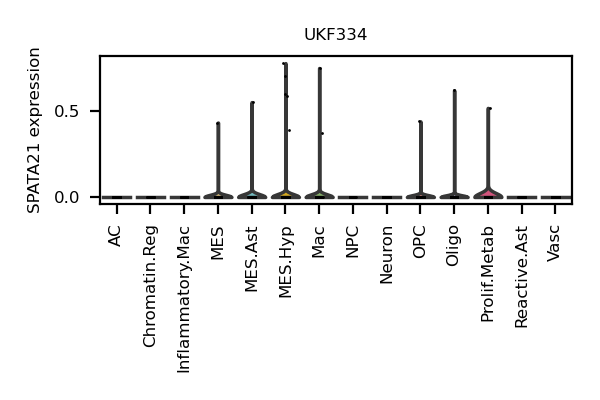 UKF334
SPATA21 expression
0.5
0.0
AC
Chromatin.Reg
Inflammatory.Mac
MES
MES.Ast
MES.Hyp
Mac
NPC
Neuron
OPC
Oligo
Prolif.Metab
Reactive.Ast
Vasc